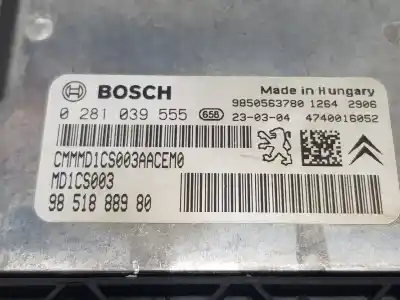 BOSCH
Made in Hungary
9850563780 1264 2906
0 281 039 555 658 23-03-04 4740016052
CMMMD1CS003AACEM0
MD1CS003
98 518 889 80